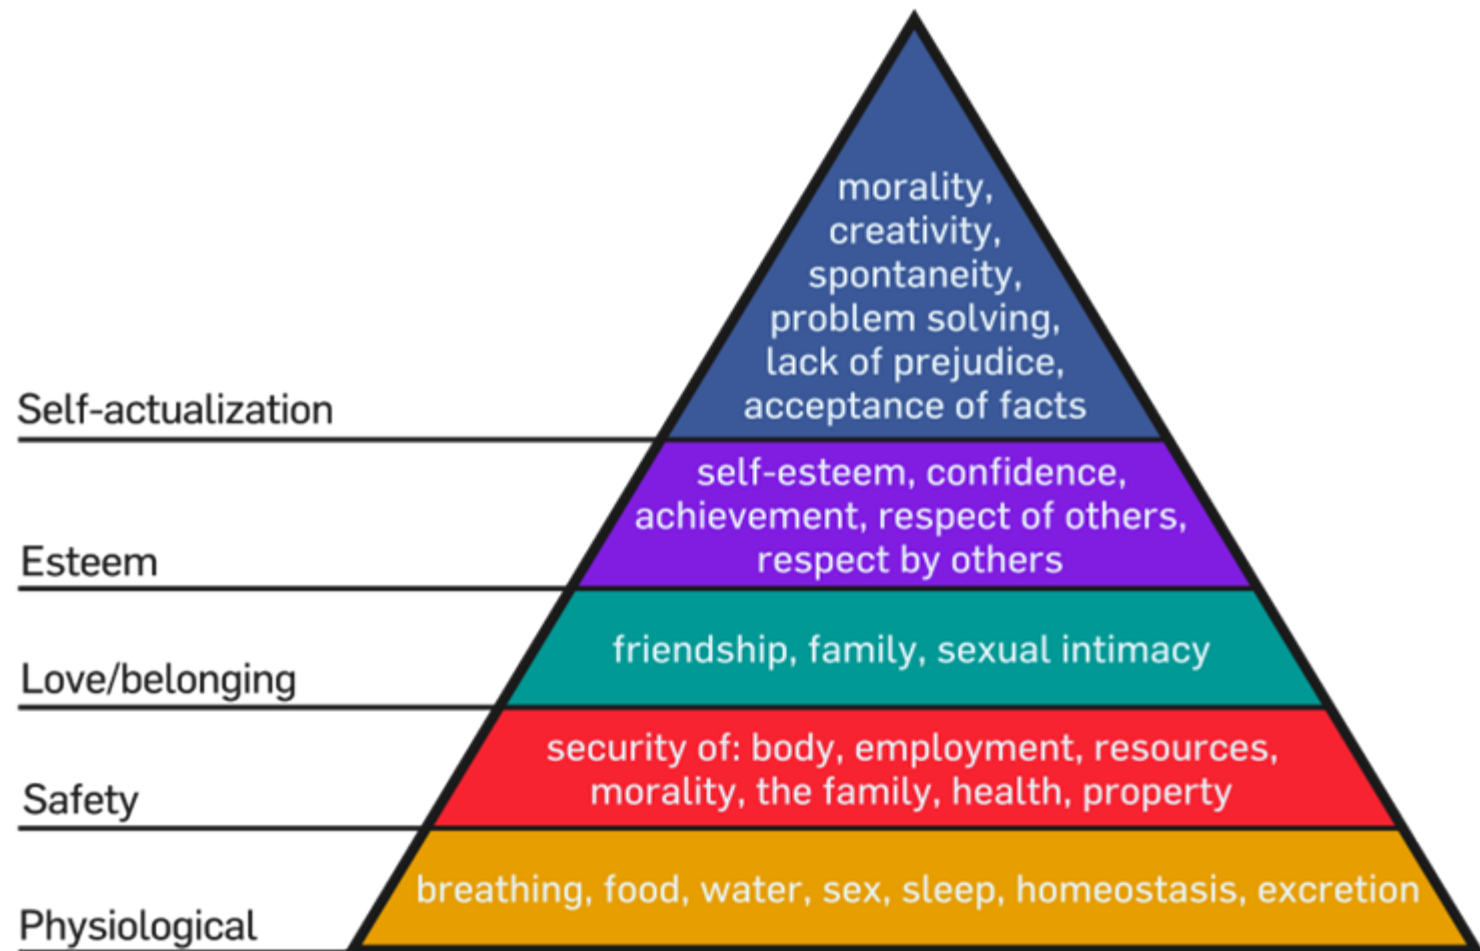 morality,
creativity,
spontaneity,
problem solving,
lack of prejudice,
acceptance of facts
Self-actualization
self-esteem, confidence,
achievement, respect of others,
respect by others
Esteem
friendship, family, sexual intimacy
Love/belonging
security of: body, employment, resources,
morality, the family, health, property
Safety
breathing, food, water, sex, sleep, homeostasis, excretion
Physiological